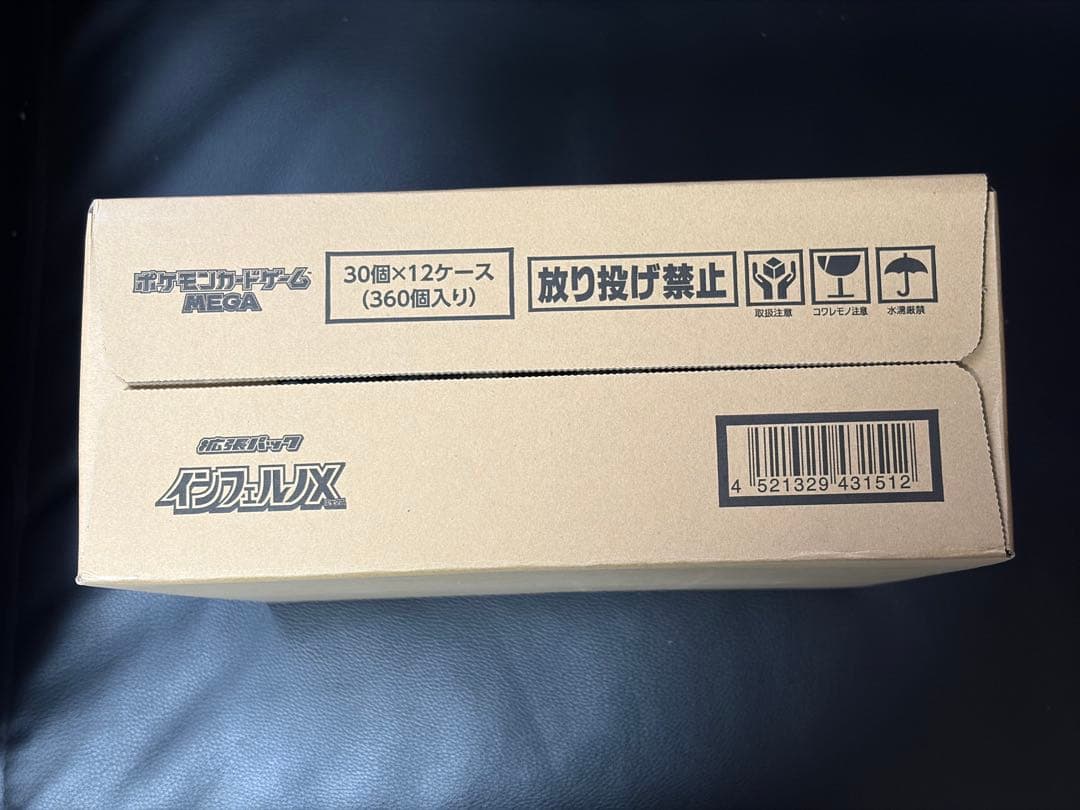 ポケモンカードゲーム
MEGA
30個×12ケース
(360個入り)
放り投げ禁止
取扱注意
コワレモノ注意
水濡厳禁
拡張パック
インフェルノX
4 521329 431512